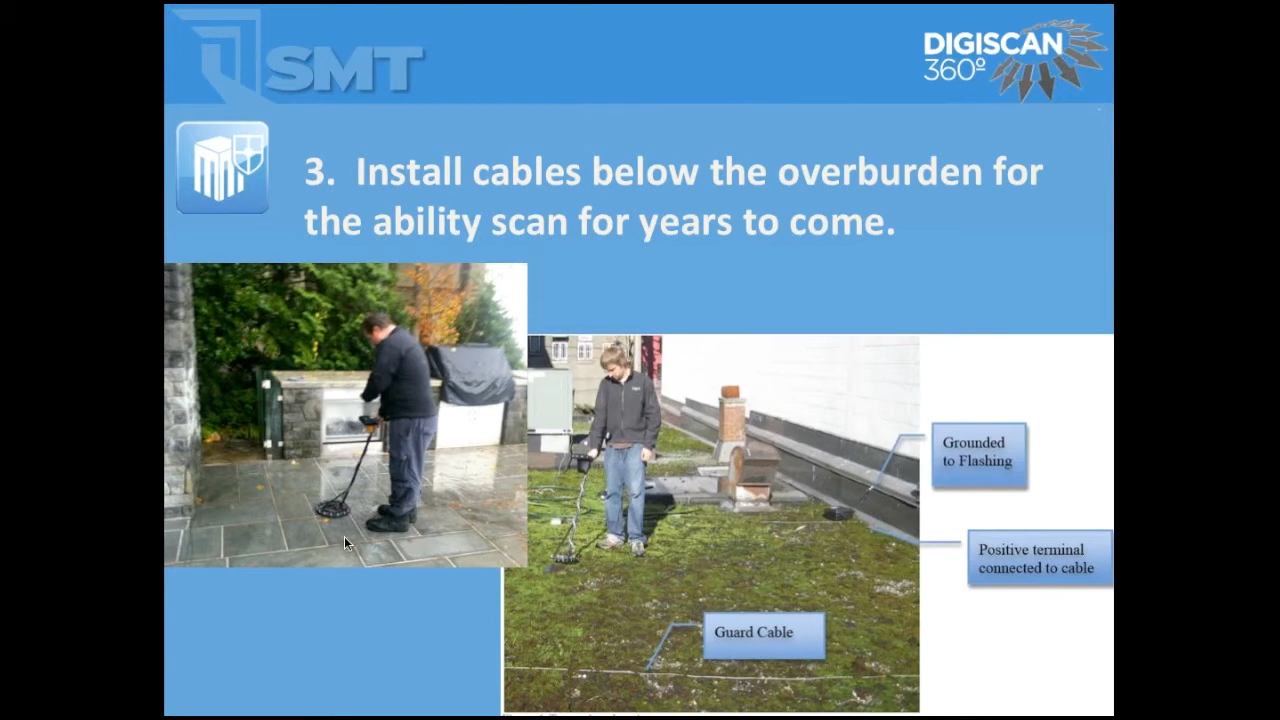 SMT
DIGISCAN
360º
3. Install cables below the overburden for
the ability scan for years to come.
Grounded
to Flashing
Positive terminal
connected to cable
Guard Cable